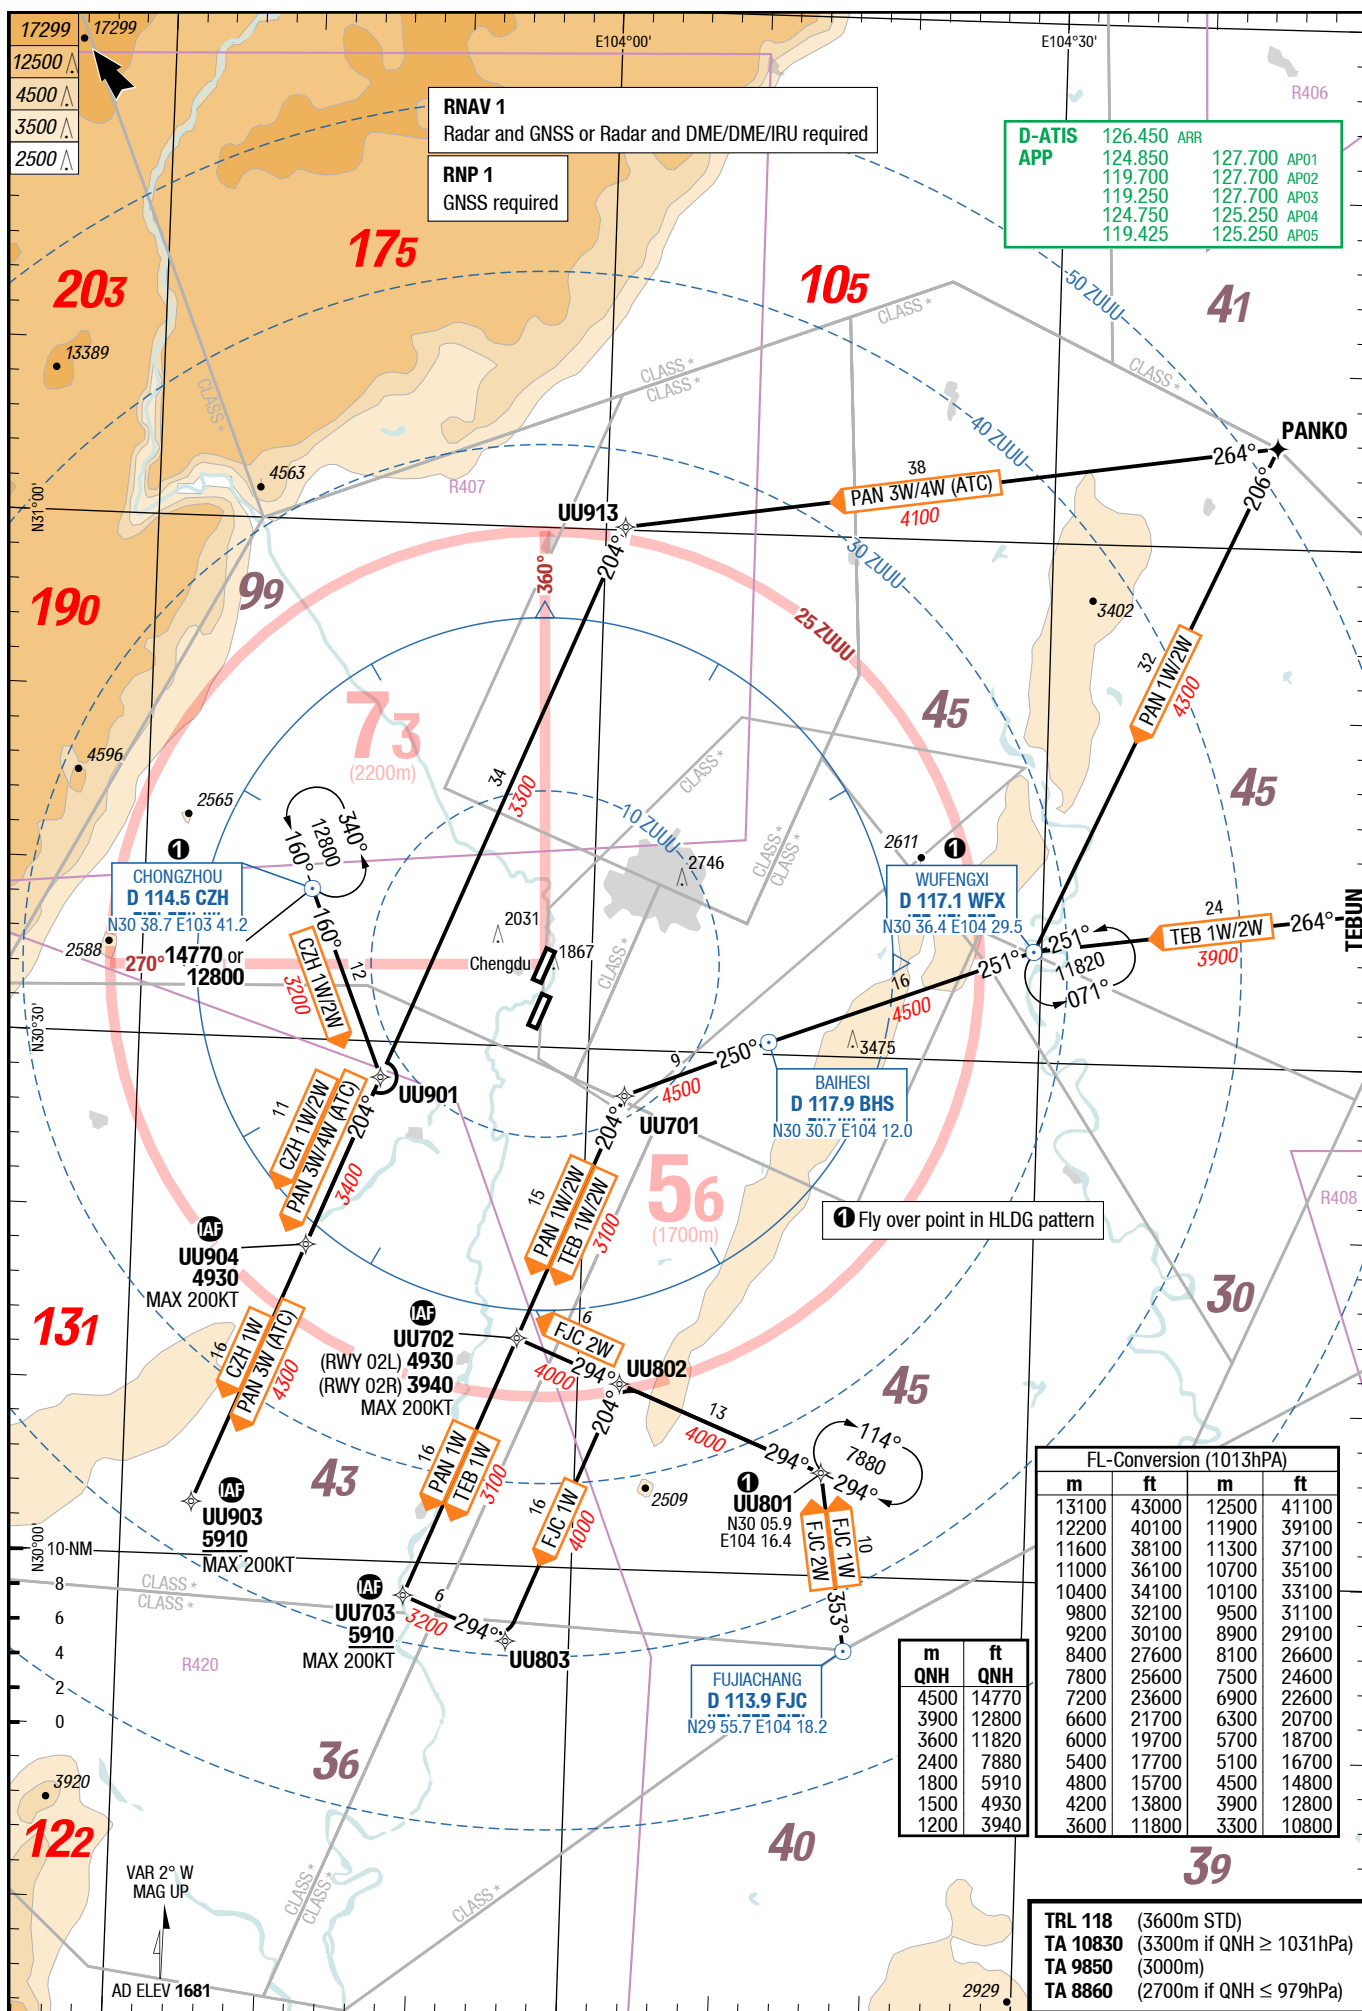 17299
12500
4500
3500
2500
17299
E104°00'
E104°30'
R406
RNAV 1
Radar and GNSS or Radar and DME/DME/IRU required
RNP 1
GNSS required
D-ATIS 126.450 ARR
APP 124.850 127.700 AP01
119.700 127.700 AP02
119.250 127.700 AP03
124.750 125.250 AP04
119.425 125.250 AP05
203
175
105
41
50 ZUUU
13389
CLASS *
CLASS *
CLASS *
CLASS *
CLASS *
40 ZUUU
PANKO
264°
206°
38
PAN 3W/4W (ATC)
4100
4563
R407
N31°00'
UU913
204°
30 ZUUU
360°
25 ZUUU
190
99
3402
32
PAN 1W/2W
4300
73
(2200m)
45
45
4596
34
3300
CLASS *
2565
10 ZUUU
340°
12800
160°
2746
2611
CLASS *
CLASS *
1
CHONGZHOU
D 114.5 CZH
N30 38.7 E103 41.2
1
WUFENGXI
D 117.1 WFX
N30 36.4 E104 29.5
TEBUN
24
TEB 1W/2W
264°
3900
251°
11820
071°
2588
270°
14770 or
12800
160°
12
CZH 1W/2W
3200
2031
1867
Chengdu
CLASS *
251°
16
4500
N30°30'
3475
250°
9
4500
BAIHESI
D 117.9 BHS
N30 30.7 E104 12.0
UU901
204°
11
CZH 1W/2W
PAN 3W/4W (ATC)
3400
UU701
204°
15
PAN 1W/2W
TEB 1W/2W
3100
56
(1700m)
1 Fly over point in HLDG pattern
R408
IAF
UU904
4930
MAX 200KT
131
30
IAF
UU702
(RWY 02L) 4930
(RWY 02R) 3940
MAX 200KT
6
FJC 2W
294°
4000
UU802
204°
16
CZH 1W
PAN 3W (ATC)
4300
45
13
4000
294°
114°
7880
294°
43
16
PAN 1W
TEB 1W
3100
16
FJC 1W
4000
2509
1
UU801
N30 05.9
E104 16.4
IAF
UU903
5910
MAX 200KT
FJC 2W
FJC 1W
10
353°
FL-Conversion (1013hPA)
m ft m ft
13100 43000 12500 41100
12200 40100 11900 39100
11600 38100 11300 37100
11000 36100 10700 35100
10400 34100 10100 33100
9800 32100 9500 31100
9200 30100 8900 29100
8400 27600 8100 26600
7800 25600 7500 24600
7200 23600 6900 22600
6600 21700 6300 20700
6000 19700 5700 18700
5400 17700 5100 16700
4800 15700 4500 14800
4200 13800 3900 12800
3600 11800 3300 10800
N30°00'
10 NM
8
6
4
2
0
CLASS *
CLASS *
IAF
UU703
5910
MAX 200KT
6
3200
294°
UU803
R420
FUJIACHANG
D 113.9 FJC
N29 55.7 E104 18.2
m ft
QNH QNH
4500 14770
3900 12800
3600 11820
2400 7880
1800 5910
1500 4930
1200 3940
36
3920
122
40
39
VAR 2° W
MAG UP
CLASS *
CLASS *
CLASS *
AD ELEV 1681
2929
TRL 118 (3600m STD)
TA 10830 (3300m if QNH ≥ 1031hPa)
TA 9850 (3000m)
TA 8860 (2700m if QNH ≤ 979hPa)